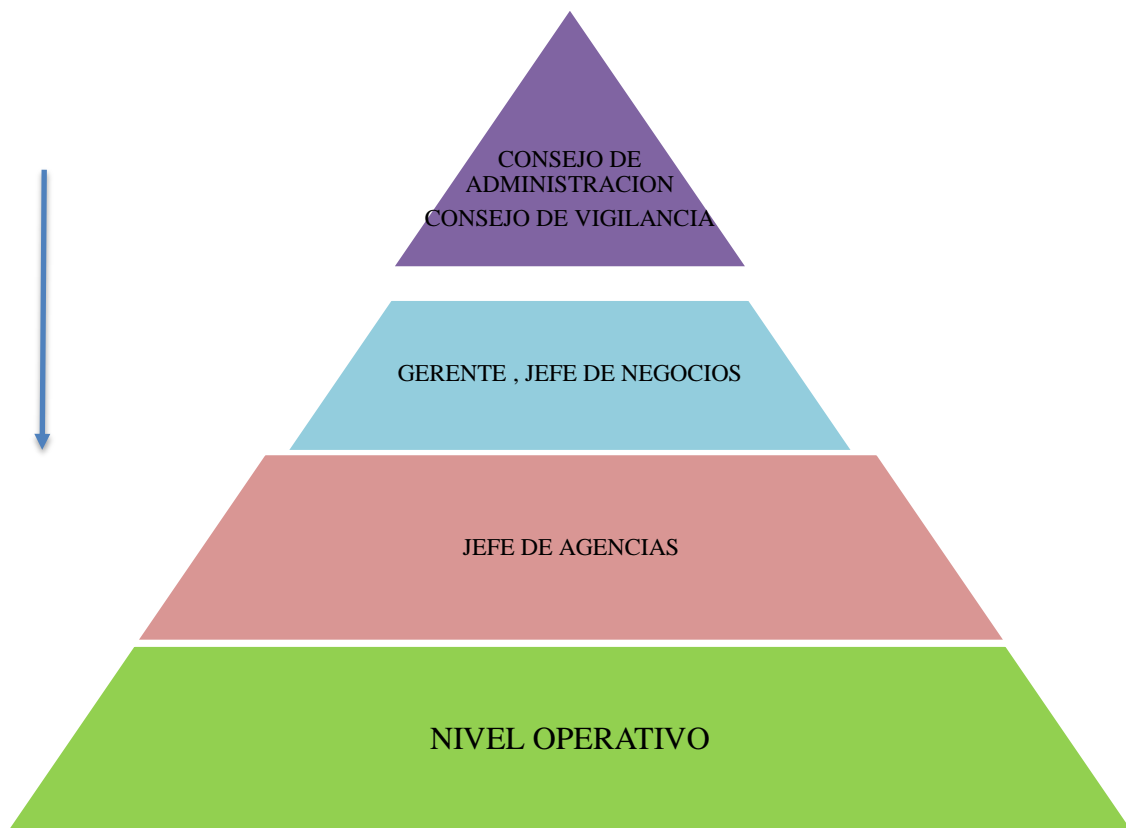 CONSEJO DE
ADMINISTRACION
CONSEJO DE VIGILANCIA
GERENTE , JEFE DE NEGOCIOS
JEFE DE AGENCIAS
NIVEL OPERATIVO